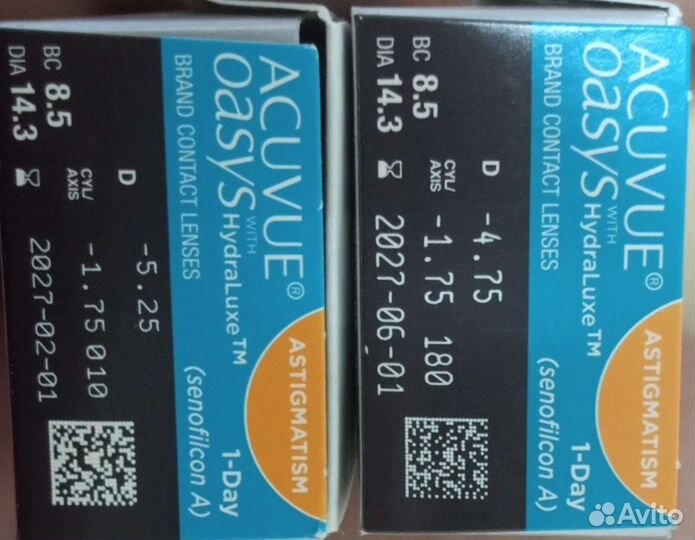 ACUVUE®
oasys WITH HydraLuxe™ 1-Day
BRAND CONTACT LENSES (senofilcon A)
ASTIGMATISM
D -5.25
BC 8.5 CYL/AXIS -1.75 010
DIA 14.3 2027-02-01
ACUVUE®
oasys WITH HydraLuxe™ 1-Day
BRAND CONTACT LENSES (senofilcon A)
ASTIGMATISM
D -4.75
BC 8.5 CYL/AXIS -1.75 180
DIA 14.3 2027-06-01
Avito